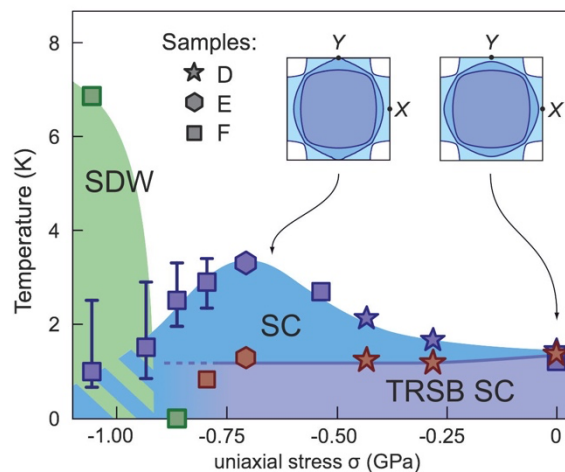 Samples:
D
E
F
Y
X
Y
X
8
6
4
2
0
Temperature (K)
SDW
SC
TRSB SC
-1.00
-0.75
-0.50
-0.25
0
uniaxial stress σ (GPa)